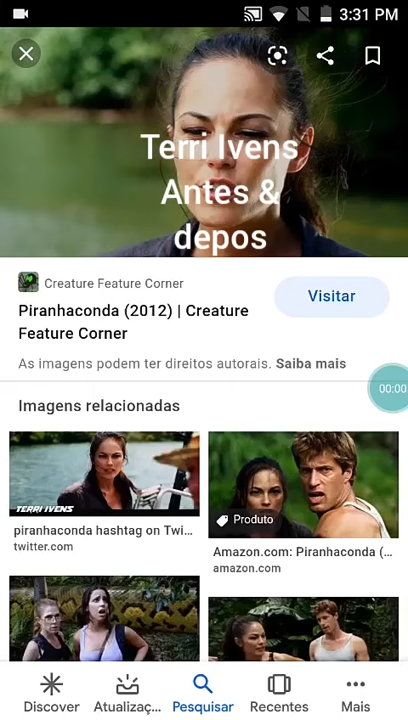 3:31 PM
Terri Ivens
Antes &
depos
Creature Feature Corner
Piranhaconda (2012) | Creature
Feature Corner
Visitar
As imagens podem ter direitos autorais. Saiba mais
00:00
Imagens relacionadas
TERRI IVENS
Produto
piranhaconda hashtag on Twi...
twitter.com
Amazon.com: Piranhaconda (...
amazon.com
Discover
Atualizaç...
Pesquisar
Recentes
Mais